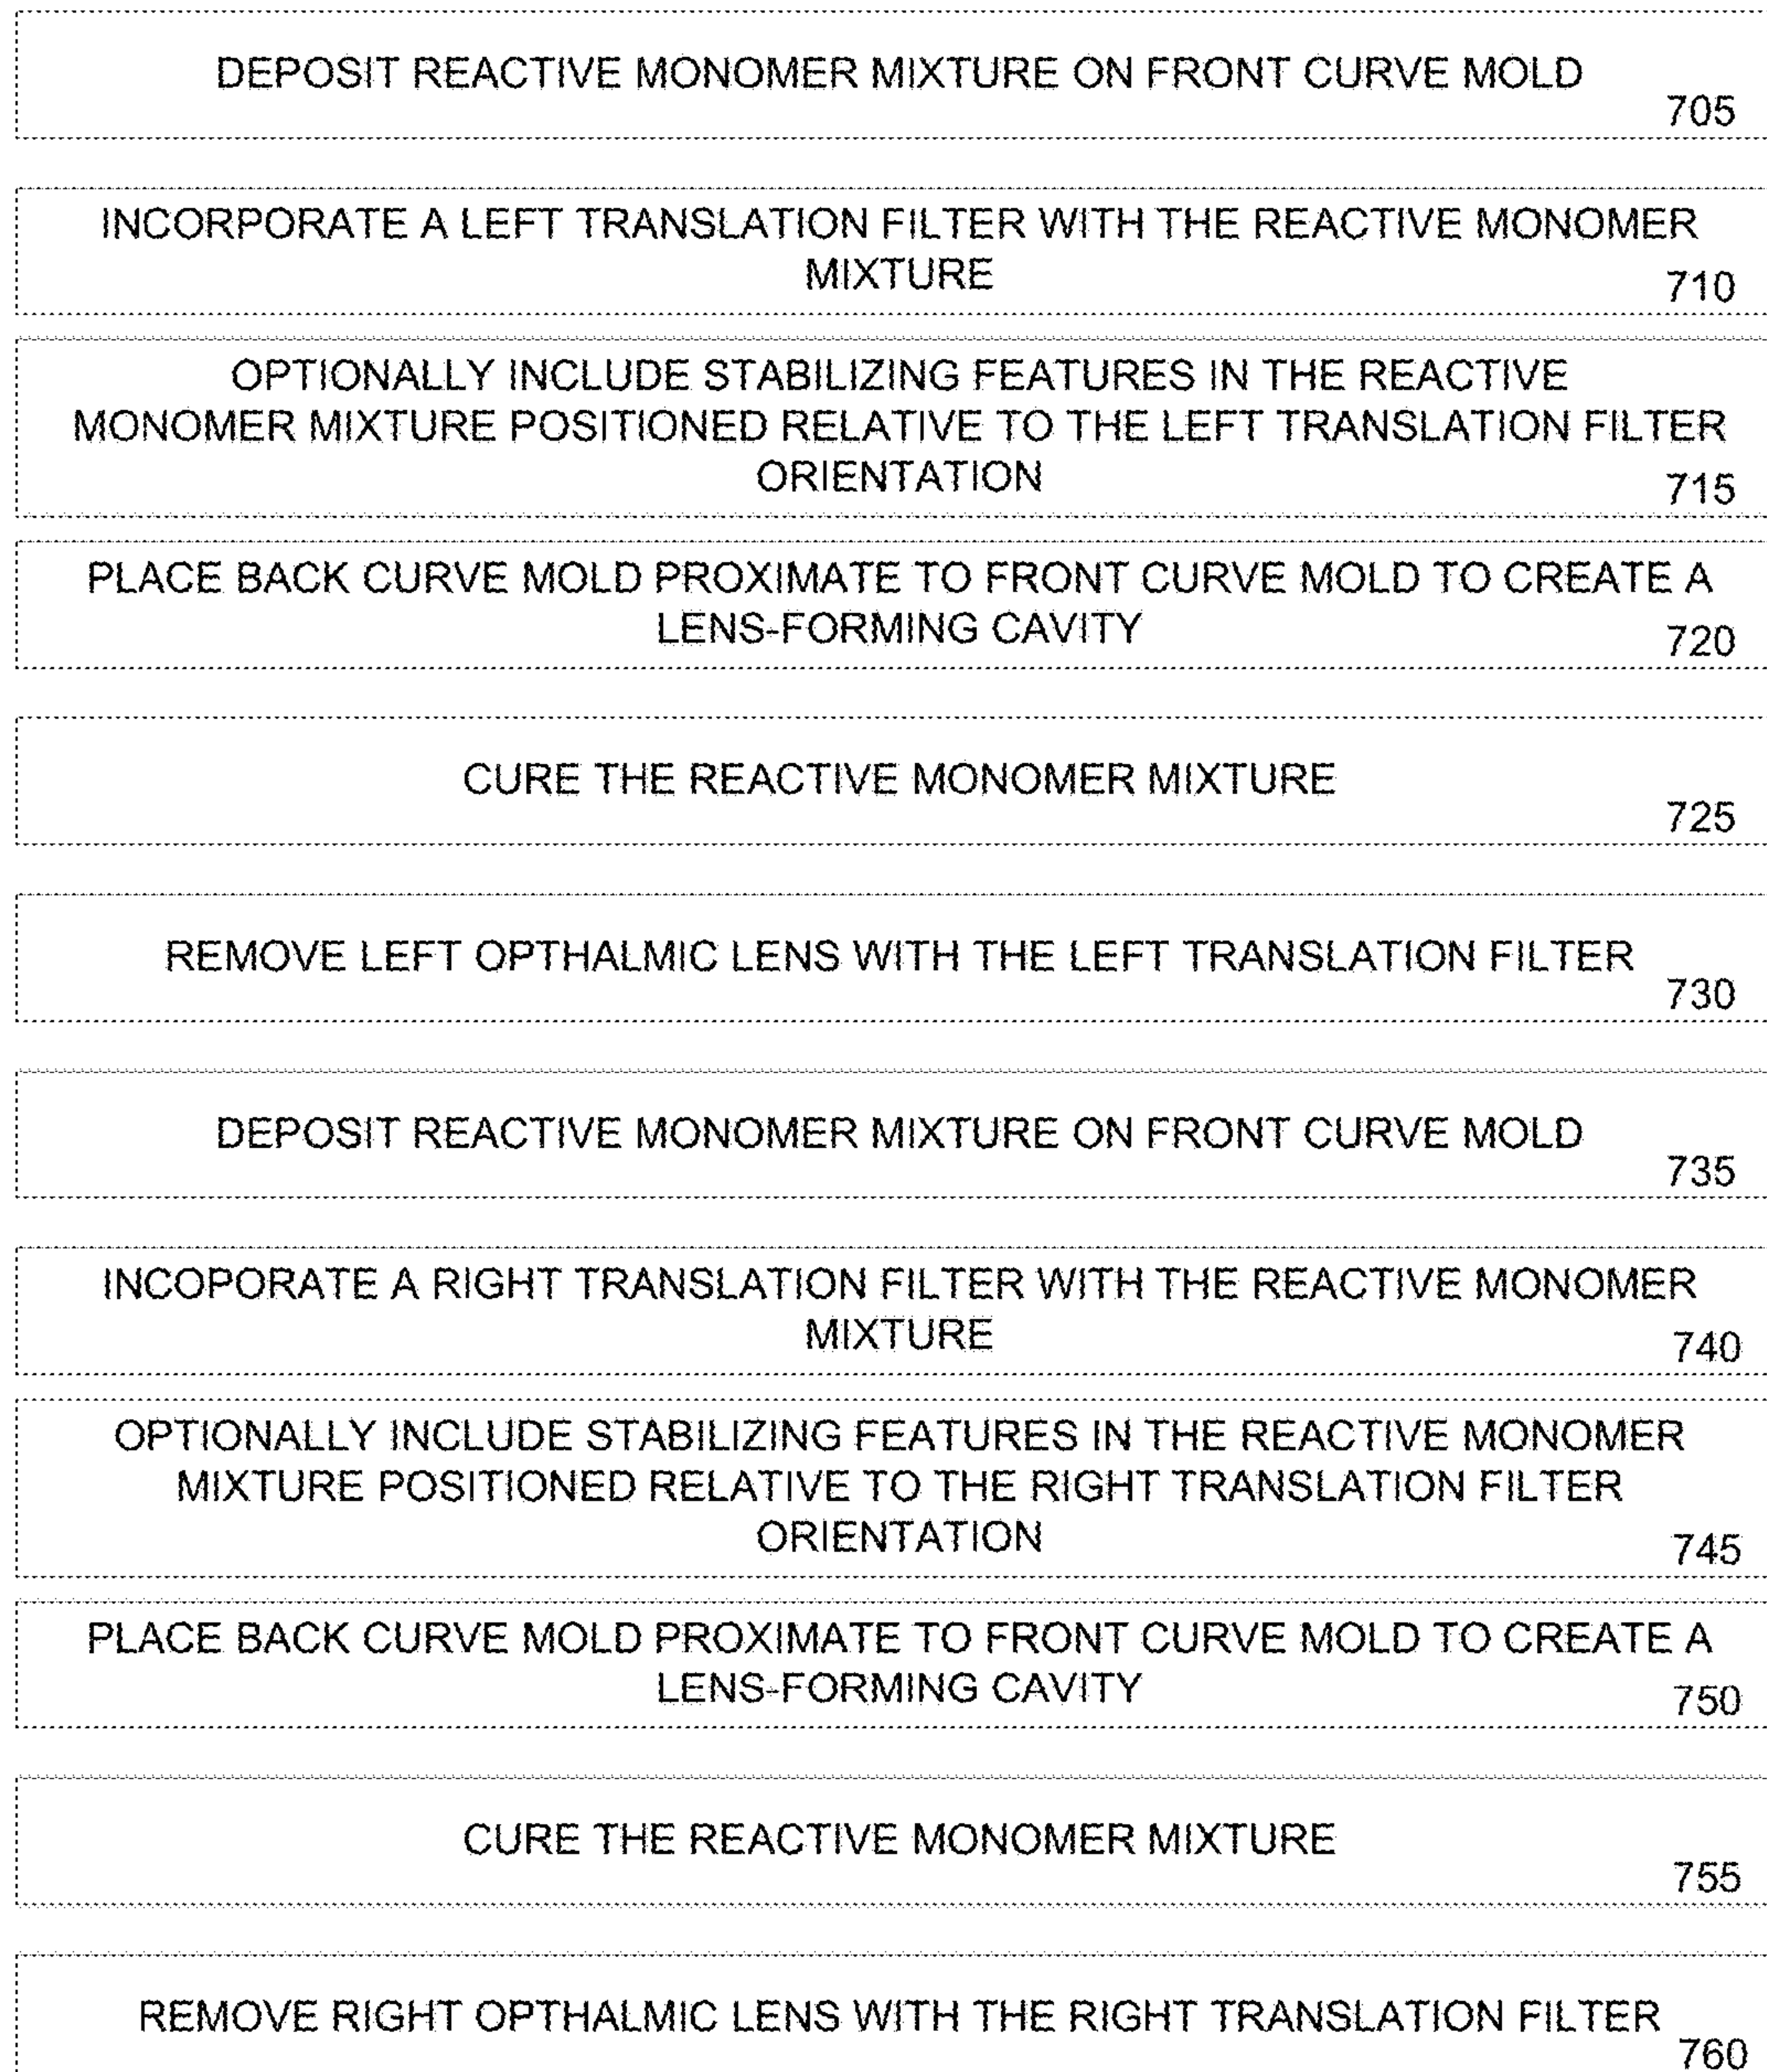 DEPOSIT REACTIVE MONOMER MIXTURE ON FRONT CURVE MOLD
705
INCORPORATE A LEFT TRANSLATION FILTER WITH THE REACTIVE MONOMER
MIXTURE
710
OPTIONALLY INCLUDE STABILIZING FEATURES IN THE REACTIVE
MONOMER MIXTURE POSITIONED RELATIVE TO THE LEFT TRANSLATION FILTER
ORIENTATION
715
PLACE BACK CURVE MOLD PROXIMATE TO FRONT CURVE MOLD TO CREATE A
LENS-FORMING CAVITY
720
CURE THE REACTIVE MONOMER MIXTURE
725
REMOVE LEFT OPTHALMIC LENS WITH THE LEFT TRANSLATION FILTER
730
DEPOSIT REACTIVE MONOMER MIXTURE ON FRONT CURVE MOLD
735
INCOPORATE A RIGHT TRANSLATION FILTER WITH THE REACTIVE MONOMER
MIXTURE
740
OPTIONALLY INCLUDE STABILIZING FEATURES IN THE REACTIVE MONOMER
MIXTURE POSITIONED RELATIVE TO THE RIGHT TRANSLATION FILTER
ORIENTATION
745
PLACE BACK CURVE MOLD PROXIMATE TO FRONT CURVE MOLD TO CREATE A
LENS-FORMING CAVITY
750
CURE THE REACTIVE MONOMER MIXTURE
755
REMOVE RIGHT OPTHALMIC LENS WITH THE RIGHT TRANSLATION FILTER
760